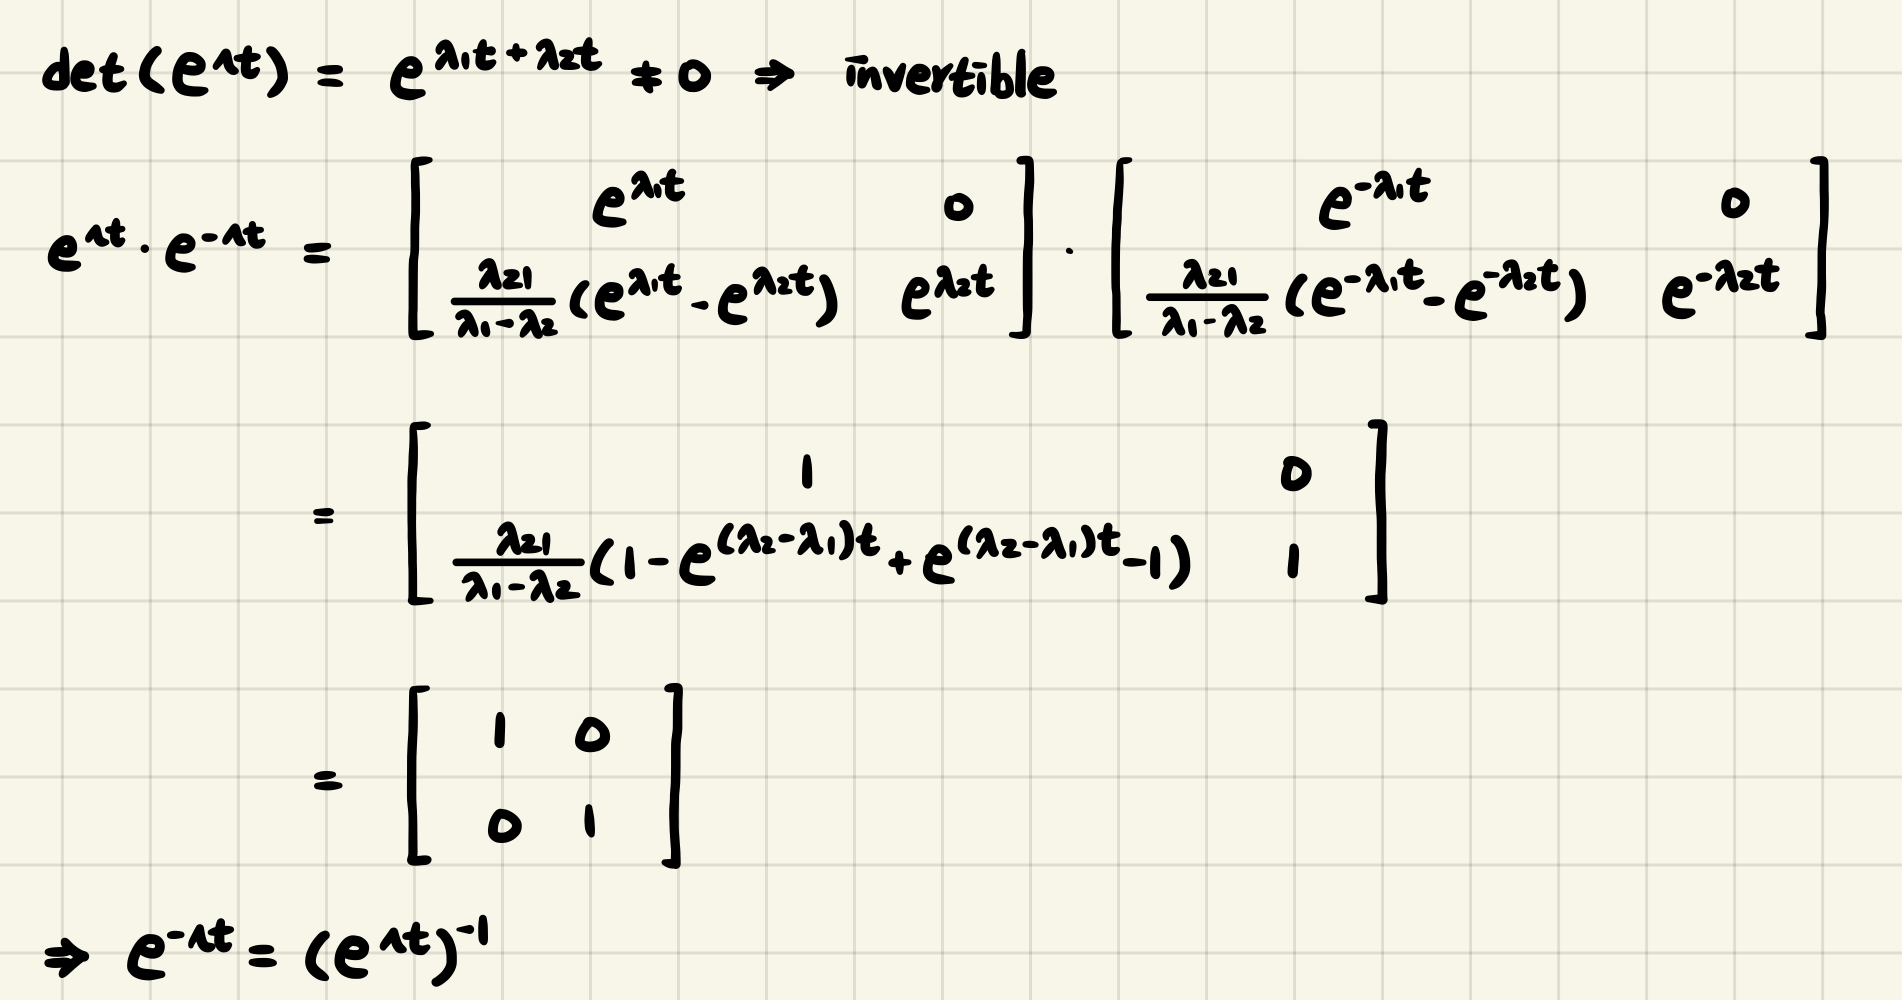 det(e^{Λt}) = e^{λ₁t + λ₂t} ≠ 0 ⇒ invertible
e^{Λt} · e^{-Λt} = [ e^{λ₁t} 0 ; λ₂₁/(λ₁-λ₂) (e^{λ₁t} - e^{λ₂t}) e^{λ₂t} ] · [ e^{-λ₁t} 0 ; λ₂₁/(λ₁-λ₂) (e^{-λ₁t} - e^{-λ₂t}) e^{-λ₂t} ]
= [ 1 0 ; λ₂₁/(λ₁-λ₂) (1 - e^{(λ₂-λ₁)t} + e^{(λ₂-λ₁)t} - 1) 1 ]
= [ 1 0 ; 0 1 ]
⇒ e^{-Λt} = (e^{Λt})^{-1}